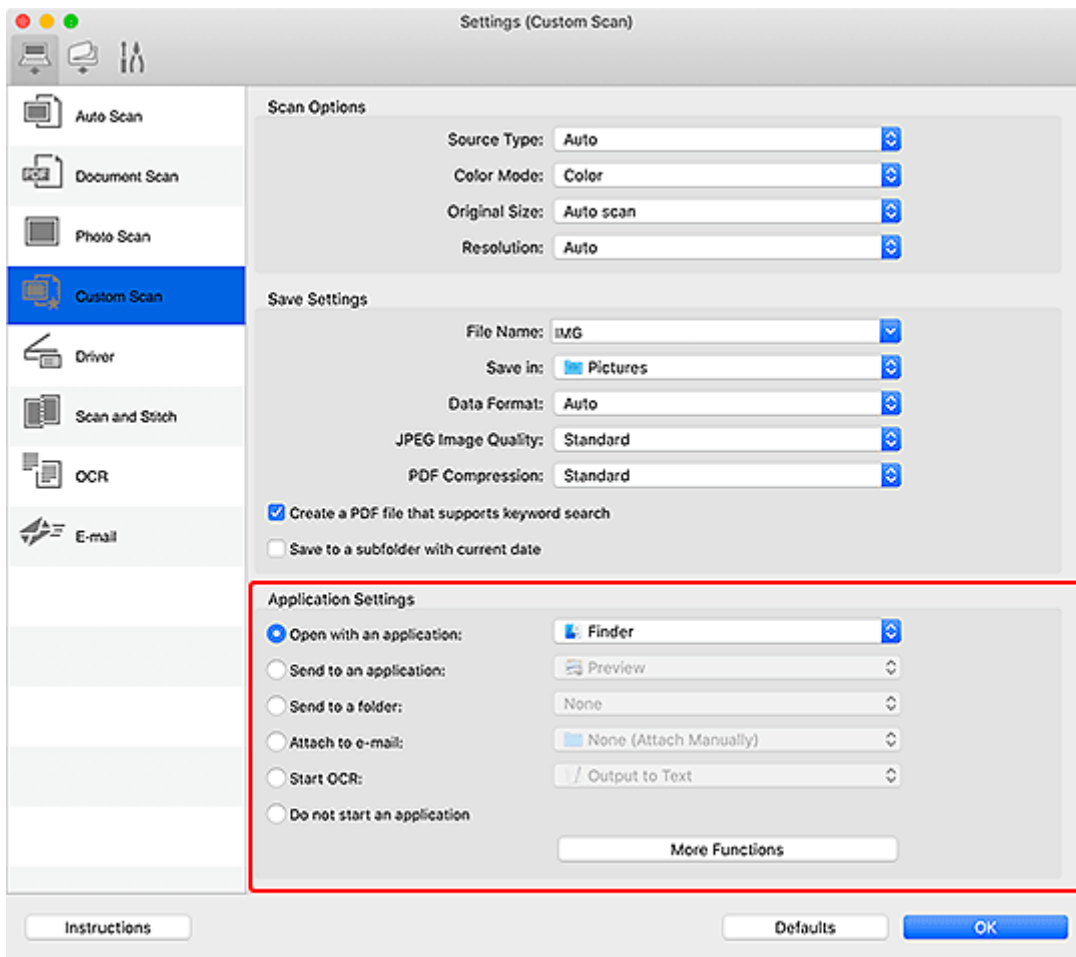 Settings (Custom Scan)
Auto Scan
PDF
Document Scan
Photo Scan
Custom Scan
Driver
Scan and Stitch
OCR
E-mail
Scan Options
Source Type: Auto
Color Mode: Color
Original Size: Auto scan
Resolution: Auto
Save Settings
File Name: IMG
Save in: Pictures
Data Format: Auto
JPEG Image Quality: Standard
PDF Compression: Standard
Create a PDF file that supports keyword search
Save to a subfolder with current date
Application Settings
Open with an application: Finder
Send to an application: Preview
Send to a folder: None
Attach to e-mail: None (Attach Manually)
Start OCR: Output to Text
Do not start an application
More Functions
Instructions Defaults OK